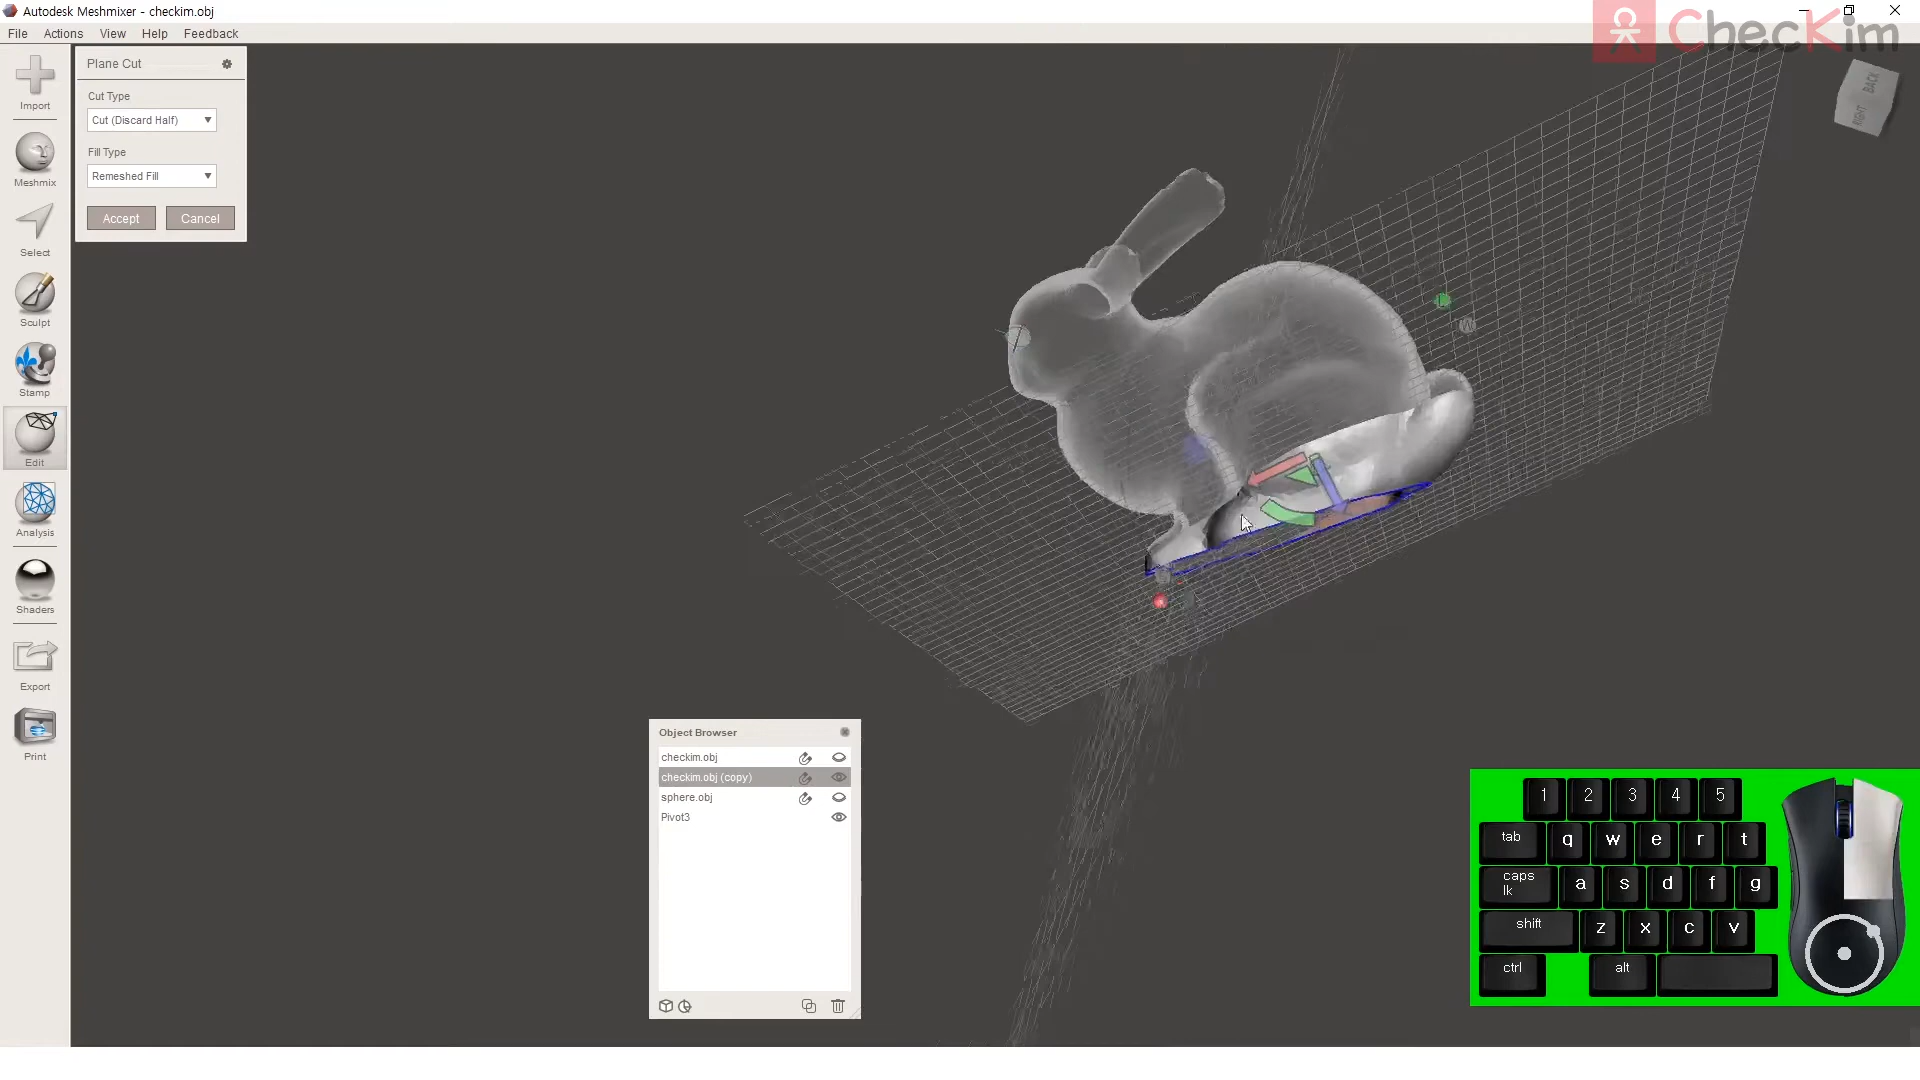 Autodesk Meshmixer - checkim.obj
File Actions View Help Feedback
ChecKim
Import
Meshmix
Select
Sculpt
Stamp
Edit
Analysis
Shaders
Export
Print
Plane Cut
Cut Type
Cut (Discard Half)
Fill Type
Remeshed Fill
Accept Cancel
BACK
RIGHT
W
Object Browser
checkim.obj
checkim.obj (copy)
sphere.obj
Pivot3
1 2 3 4 5
tab q w e r t
caps
lk a s d f g
shift z x c v
ctrl alt